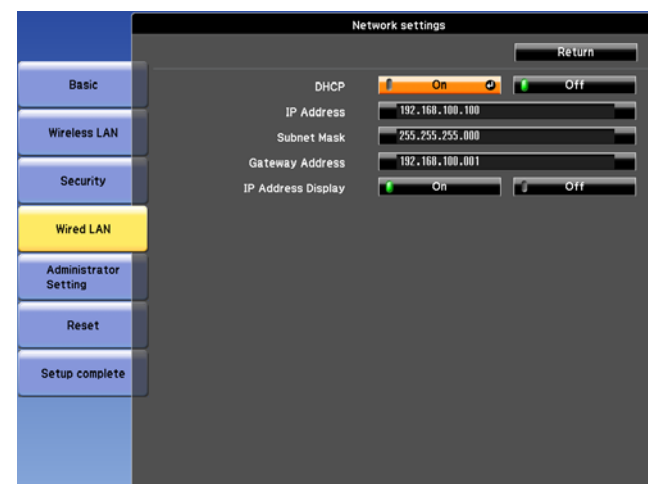 Network settings
Return
Basic
Wireless LAN
Security
Wired LAN
Administrator
Setting
Reset
Setup complete
DHCP On Off
IP Address 192.168.100.100
Subnet Mask 255.255.255.000
Gateway Address 192.168.100.001
IP Address Display On Off